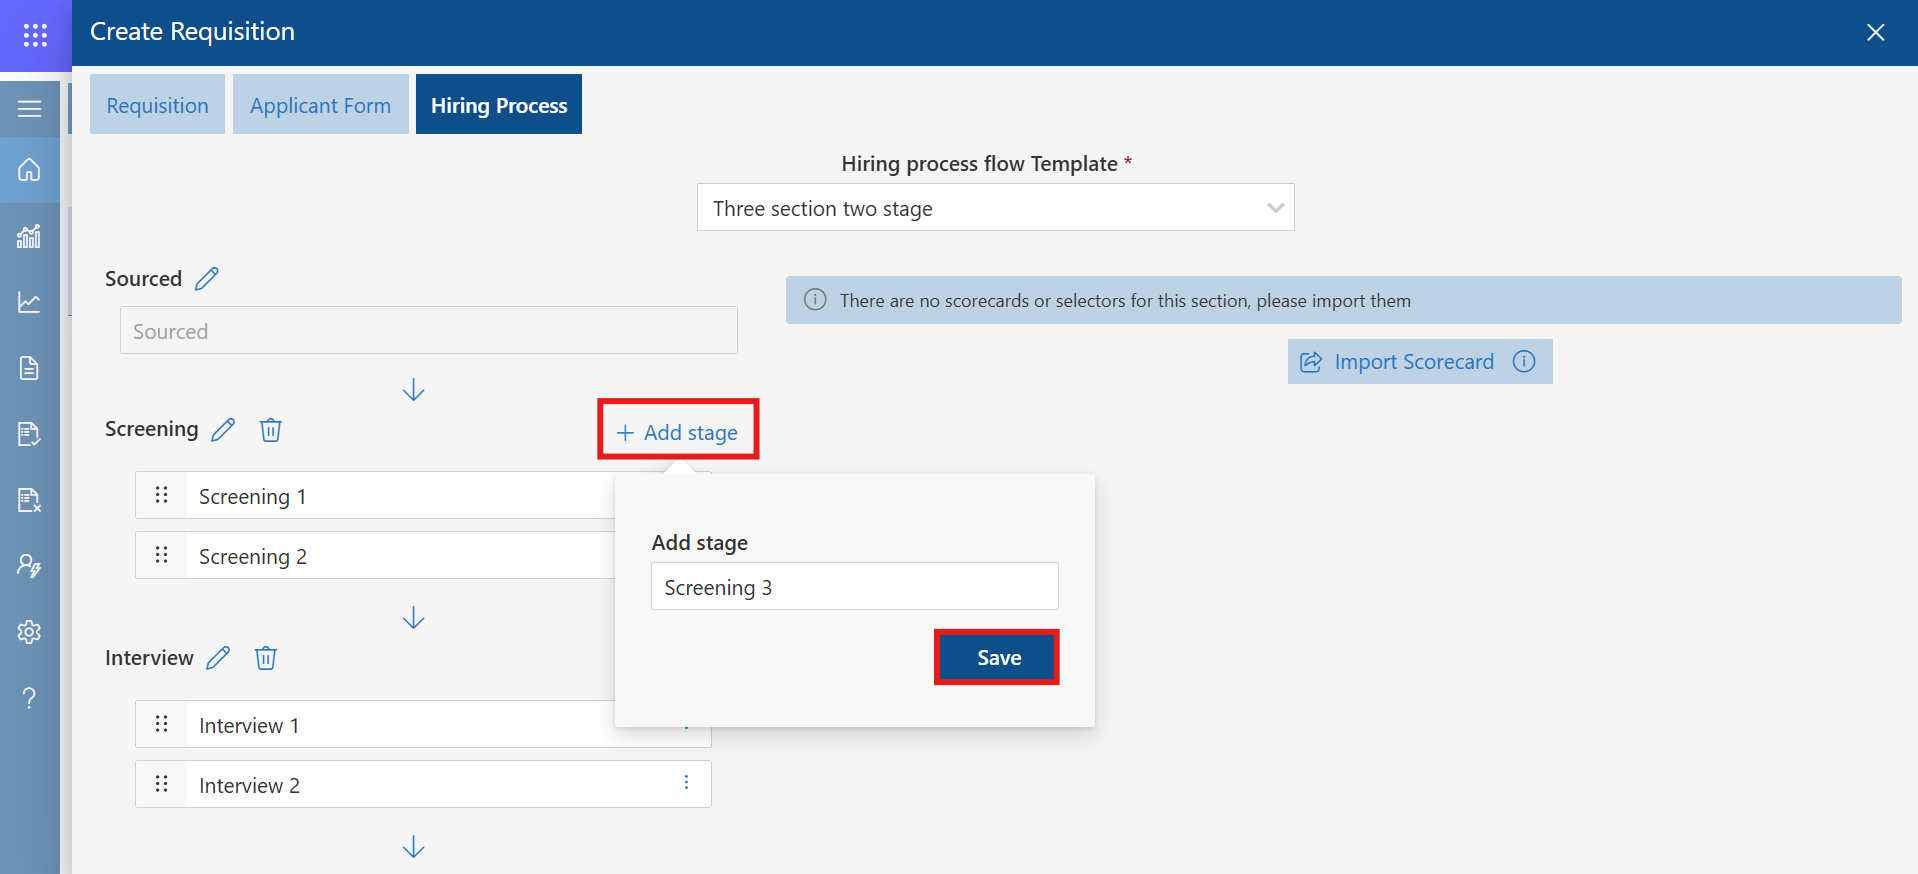 Create Requisition
Requisition
Applicant Form
Hiring Process
Hiring process flow Template *
Three section two stage
Sourced
There are no scorecards or selectors for this section, please import them
Sourced
Import Scorecard
Screening
+ Add stage
Screening 1
Screening 2
Add stage
Screening 3
Save
Interview
Interview 1
Interview 2